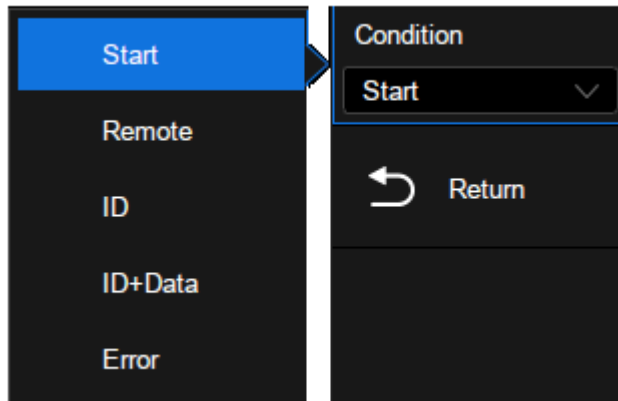 Start
Remote
ID
ID+Data
Error
Condition
Start
Return